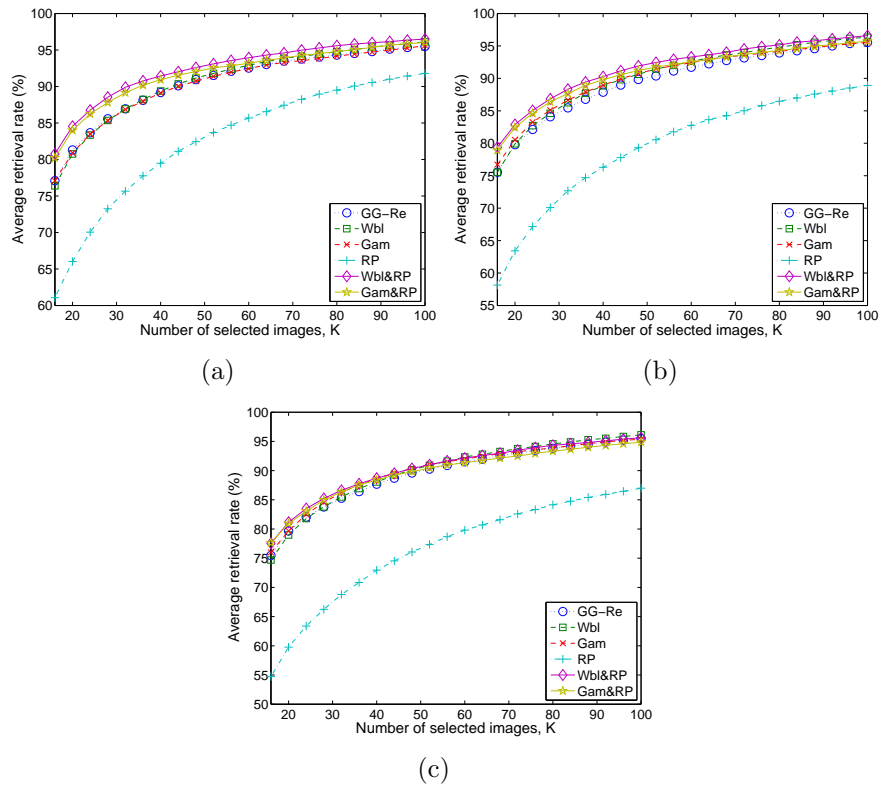 100
95
90
85
80
75
70
65
60
Average retrieval rate (%)
20 30 40 50 60 70 80 90 100
Number of selected images, K
GG-Re
Wbl
Gam
RP
Wbl&RP
Gam&RP
(a)
100
95
90
85
80
75
70
65
60
55
Average retrieval rate (%)
20 30 40 50 60 70 80 90 100
Number of selected images, K
GG-Re
Wbl
Gam
RP
Wbl&RP
Gam&RP
(b)
100
95
90
85
80
75
70
65
60
55
50
Average retrieval rate (%)
20 30 40 50 60 70 80 90 100
Number of selected images, K
GG-Re
Wbl
Gam
RP
Wbl&RP
Gam&RP
(c)